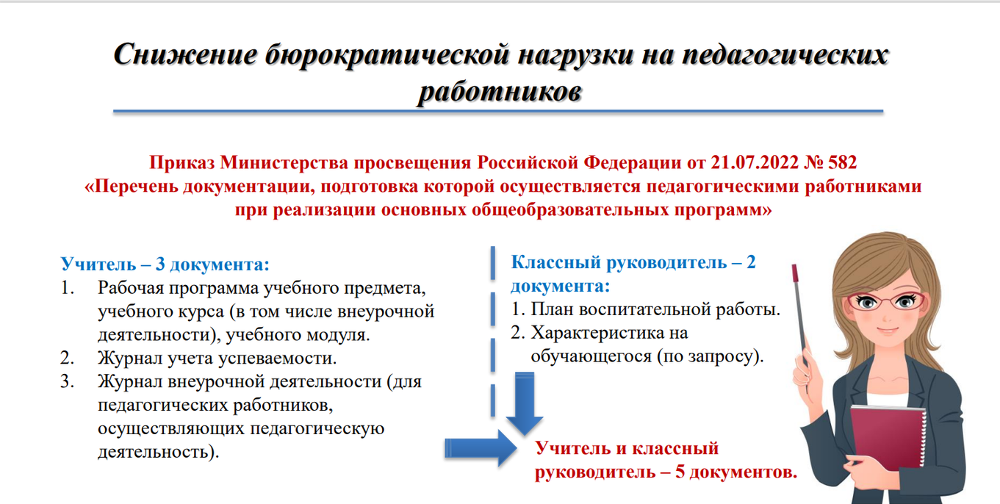 Снижение бюрократической нагрузки на педагогических
работников
Приказ Министерства просвещения Российской Федерации от 21.07.2022 № 582
«Перечень документации, подготовка которой осуществляется педагогическими работниками
при реализации основных общеобразовательных программ»
Учитель – 3 документа:
1. Рабочая программа учебного предмета,
учебного курса (в том числе внеурочной
деятельности), учебного модуля.
2. Журнал учета успеваемости.
3. Журнал внеурочной деятельности (для
педагогических работников,
осуществляющих педагогическую
деятельность).
Классный руководитель – 2
документа:
1. План воспитательной работы.
2. Характеристика на
обучающегося (по запросу).
Учитель и классный
руководитель – 5 документов.